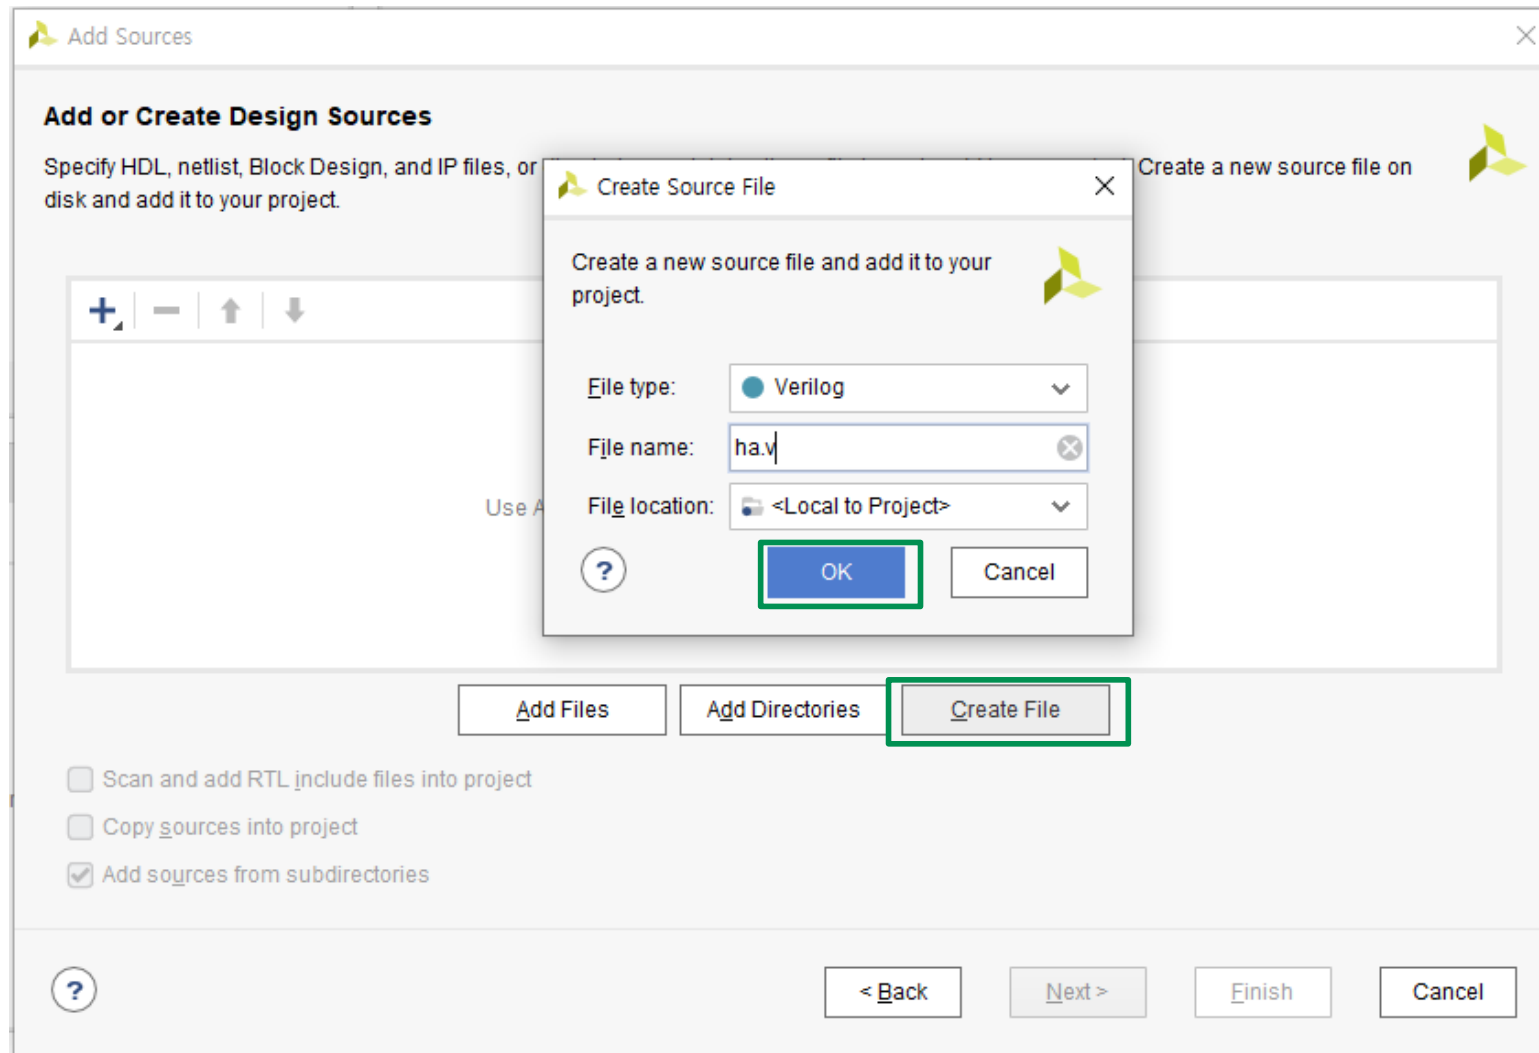 Add Sources
Add or Create Design Sources
Specify HDL, netlist, Block Design, and IP files, or
Create a new source file on
disk and add it to your project.
Create Source File
Create a new source file and add it to your
project.
File type: Verilog
File name: ha.v
File location: <Local to Project>
? OK Cancel
Use
Add Files Add Directories Create File
Scan and add RTL include files into project
Copy sources into project
Add sources from subdirectories
? < Back Next > Finish Cancel